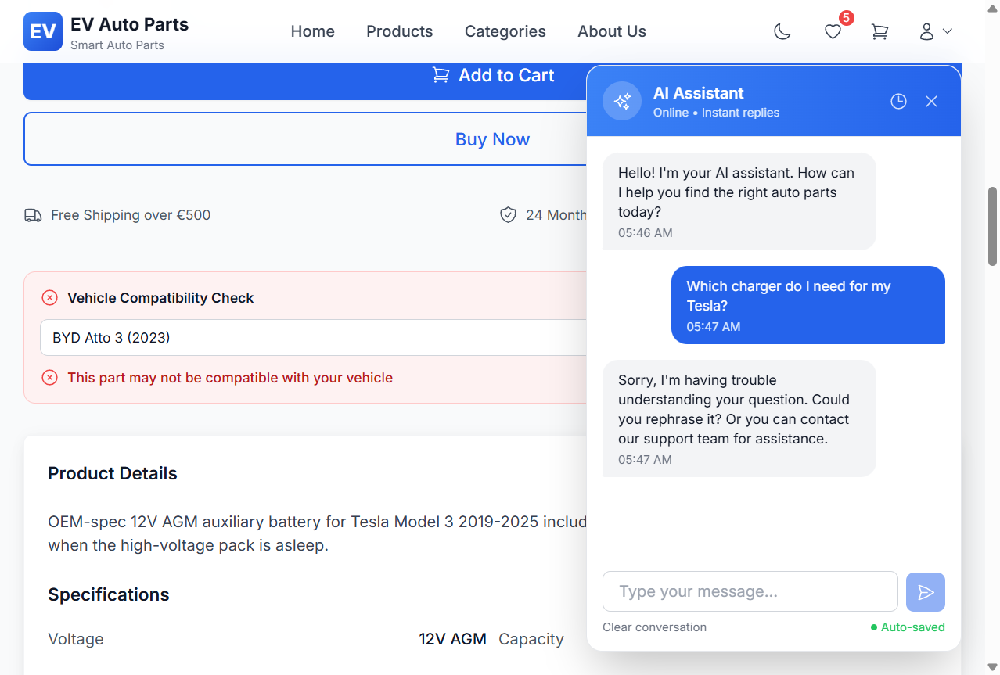 EV
EV Auto Parts
Smart Auto Parts
Home
Products
Categories
About Us
5
Add to Cart
Buy Now
Free Shipping over €500
24 Month
Vehicle Compatibility Check
BYD Atto 3 (2023)
This part may not be compatible with your vehicle
Product Details
OEM-spec 12V AGM auxiliary battery for Tesla Model 3 2019-2025 includ
when the high-voltage pack is asleep.
Specifications
Voltage
12V AGM
Capacity
AI Assistant
Online • Instant replies
Hello! I'm your AI assistant. How can
I help you find the right auto parts
today?
05:46 AM
Which charger do I need for my
Tesla?
05:47 AM
Sorry, I'm having trouble
understanding your question. Could
you rephrase it? Or you can contact
our support team for assistance.
05:47 AM
Type your message...
Clear conversation
Auto-saved